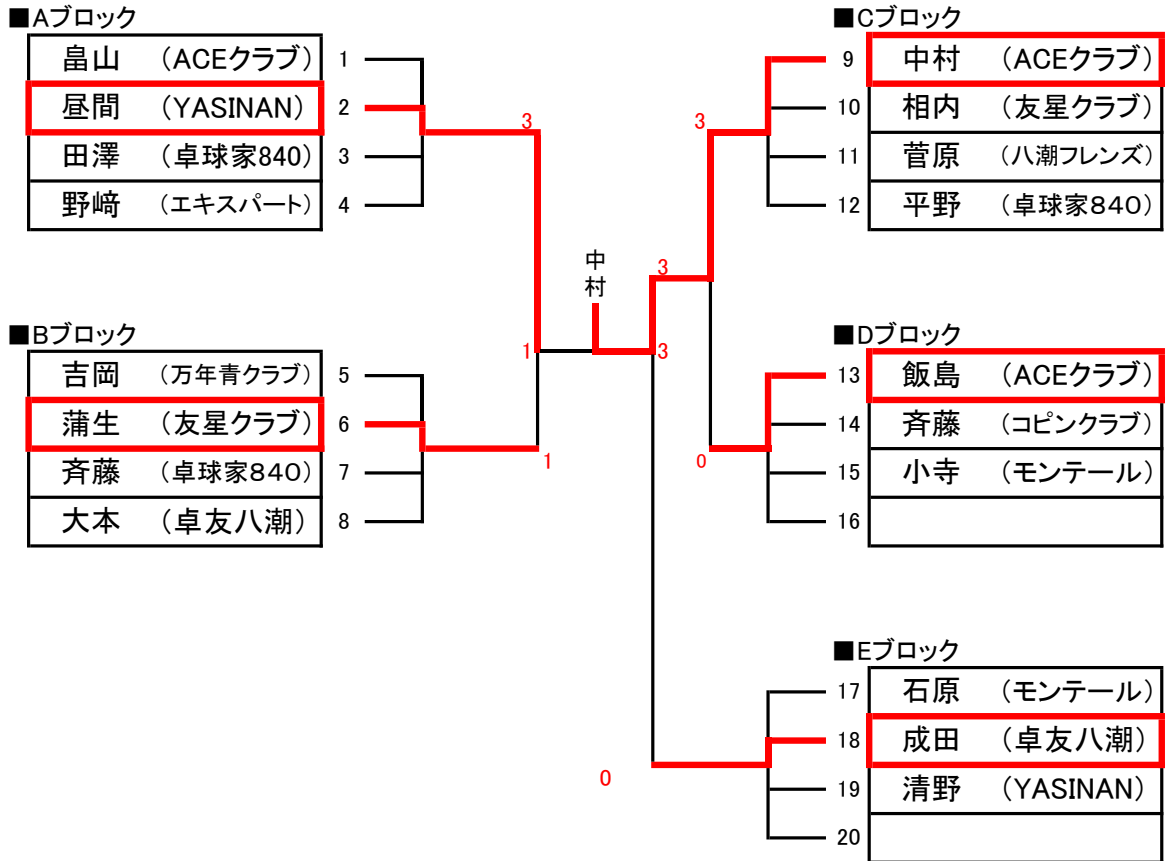 ■Aブロック
畠山 (ACEクラブ) 1
昼間 (YASINAN) 2
田澤 (卓球家840) 3
野﨑 (エキスパート) 4
■Bブロック
吉岡 (万年青クラブ) 5
蒲生 (友星クラブ) 6
斉藤 (卓球家840) 7
大本 (卓友八潮) 8
3
1
1
中村
3
3
3
0
0
■Cブロック
9 中村 (ACEクラブ)
10 相内 (友星クラブ)
11 菅原 (八潮フレンズ)
12 平野 (卓球家840)
■Dブロック
13 飯島 (ACEクラブ)
14 斉藤 (コピンクラブ)
15 小寺 (モンテール)
16
■Eブロック
17 石原 (モンテール)
18 成田 (卓友八潮)
19 清野 (YASINAN)
20